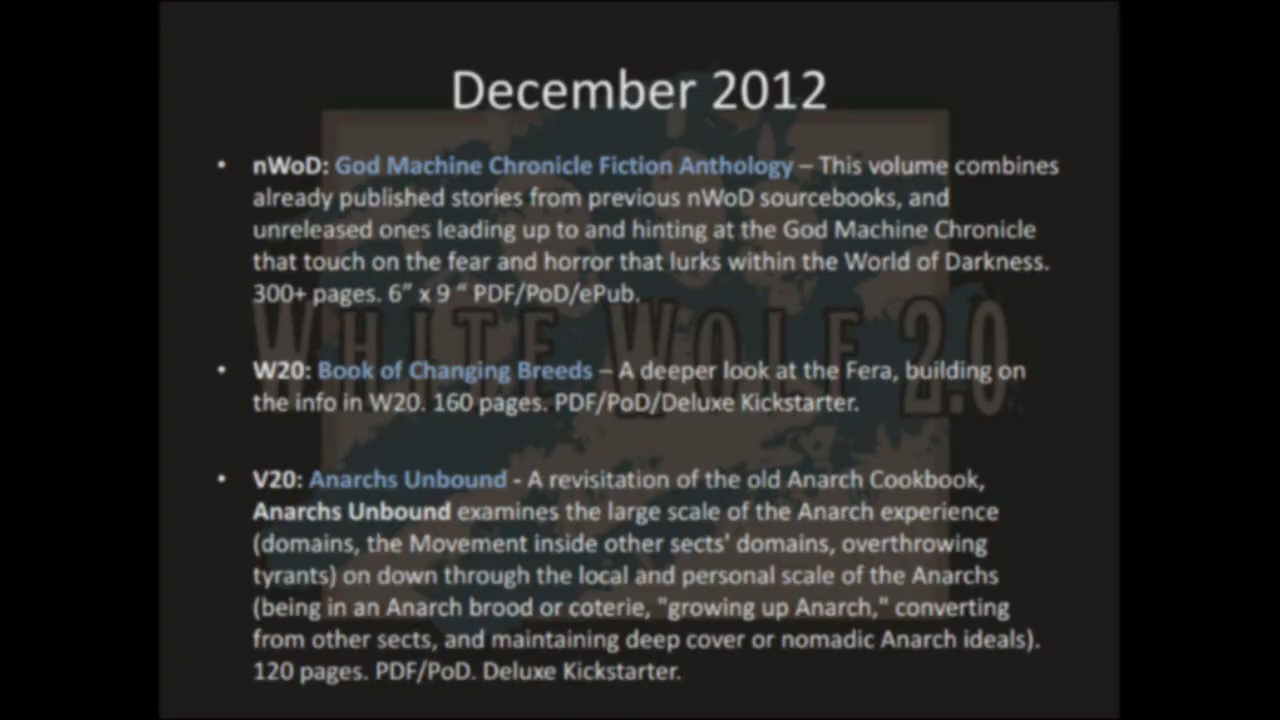 December 2012
• nWoD: God Machine Chronicle Fiction Anthology – This volume combines
already published stories from previous nWoD sourcebooks, and
unreleased ones leading up to and hinting at the God Machine Chronicle
that touch on the fear and horror that lurks within the World of Darkness.
300+ pages. 6” x 9 “ PDF/PoD/ePub.
WHITE WOLF 2.0
• W20: Book of Changing Breeds – A deeper look at the Fera, building on
the info in W20. 160 pages. PDF/PoD/Deluxe Kickstarter.
• V20: Anarchs Unbound - A revisitation of the old Anarch Cookbook,
Anarchs Unbound examines the large scale of the Anarch experience
(domains, the Movement inside other sects' domains, overthrowing
tyrants) on down through the local and personal scale of the Anarchs
(being in an Anarch brood or coterie, "growing up Anarch," converting
from other sects, and maintaining deep cover or nomadic Anarch ideals).
120 pages. PDF/PoD. Deluxe Kickstarter.